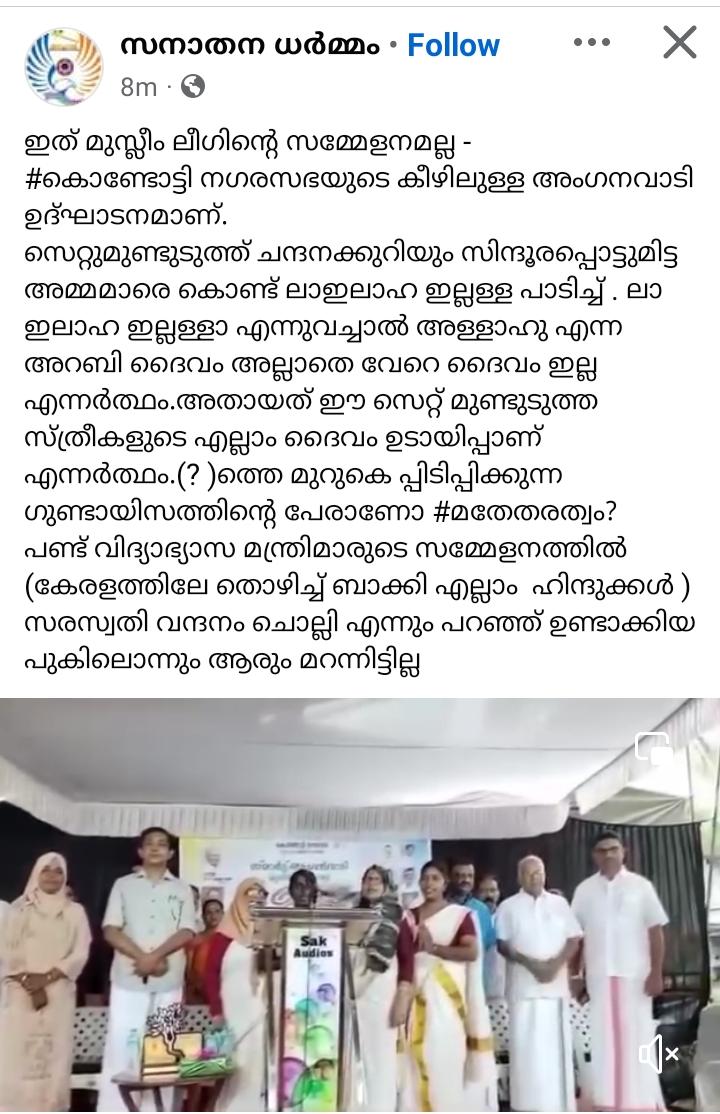 സനാതന ധർമ്മം • Follow
8m ·
ഇത് മുസ്ലീം ലീഗിന്റെ സമ്മേളനമല്ല -
#കൊണ്ടോട്ടി നഗരസഭയുടെ കീഴിലുള്ള അംഗനവാടി
ഉദ്ഘാടനമാണ്.
സെറ്റുമുണ്ടുടുത്ത് ചന്ദനക്കുറിയും സിന്ദൂരപ്പൊട്ടുമിട്ട
അമ്മമാരെ കൊണ്ട് ലാഇലാഹ ഇല്ലള്ള പാടിച്ച് . ലാ
ഇലാഹ ഇല്ലള്ളാ എന്നുവച്ചാൽ അള്ളാഹു എന്ന
അറബി ദൈവം അല്ലാതെ വേറെ ദൈവം ഇല്ല
എന്നർത്ഥം.അതായത് ഈ സെറ്റ് മുണ്ടുടുത്ത
സ്ത്രീകളുടെ എല്ലാം ദൈവം ഉടായിപ്പാണ്
എന്നർത്ഥം.(? )ത്തെ മുറുകെ പ്പിടിപ്പിക്കുന്ന
ഗുണ്ടായിസത്തിന്റെ പേരാണോ #മതേതരത്വം?
പണ്ട് വിദ്യാഭ്യാസ മന്ത്രിമാരുടെ സമ്മേളനത്തിൽ
(കേരളത്തിലേ തൊഴിച്ച് ബാക്കി എല്ലാം ഹിന്ദുക്കൾ )
സരസ്വതി വന്ദനം ചൊല്ലി എന്നും പറഞ്ഞ് ഉണ്ടാക്കിയ
പുകിലൊന്നും ആരും മറന്നിട്ടില്ല
Sak
Audios